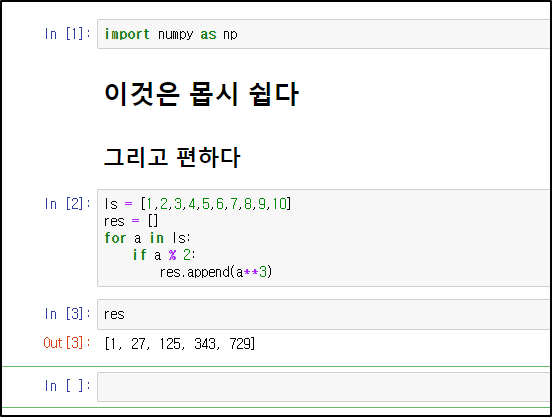 In [1]: import numpy as np
이것은 몹시 쉽다
그리고 편하다
In [2]: ls = [1,2,3,4,5,6,7,8,9,10]
res = []
for a in ls:
    if a % 2:
        res.append(a**3)
In [3]: res
Out[3]: [1, 27, 125, 343, 729]
In [ ]: